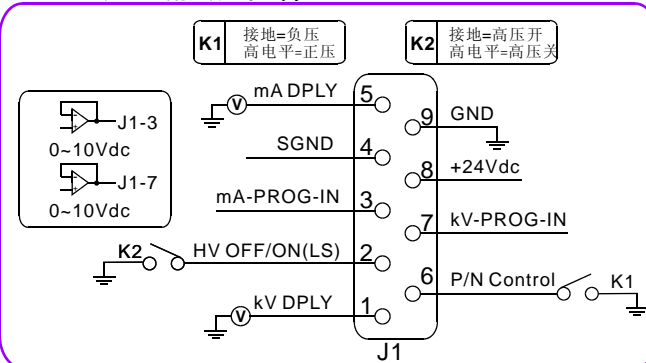 K1
接地=负压
高电平=正压
K2
接地=高压开
高电平=高压关
mA DPLY
5
V
9
GND
J1-3
0~10Vdc
SGND
4
8
+24Vdc
J1-7
0~10Vdc
mA-PROG-IN
3
7
kV-PROG-IN
K2
HV OFF/ON(LS)
2
6
P/N Control
K1
V
kV DPLY
1
J1